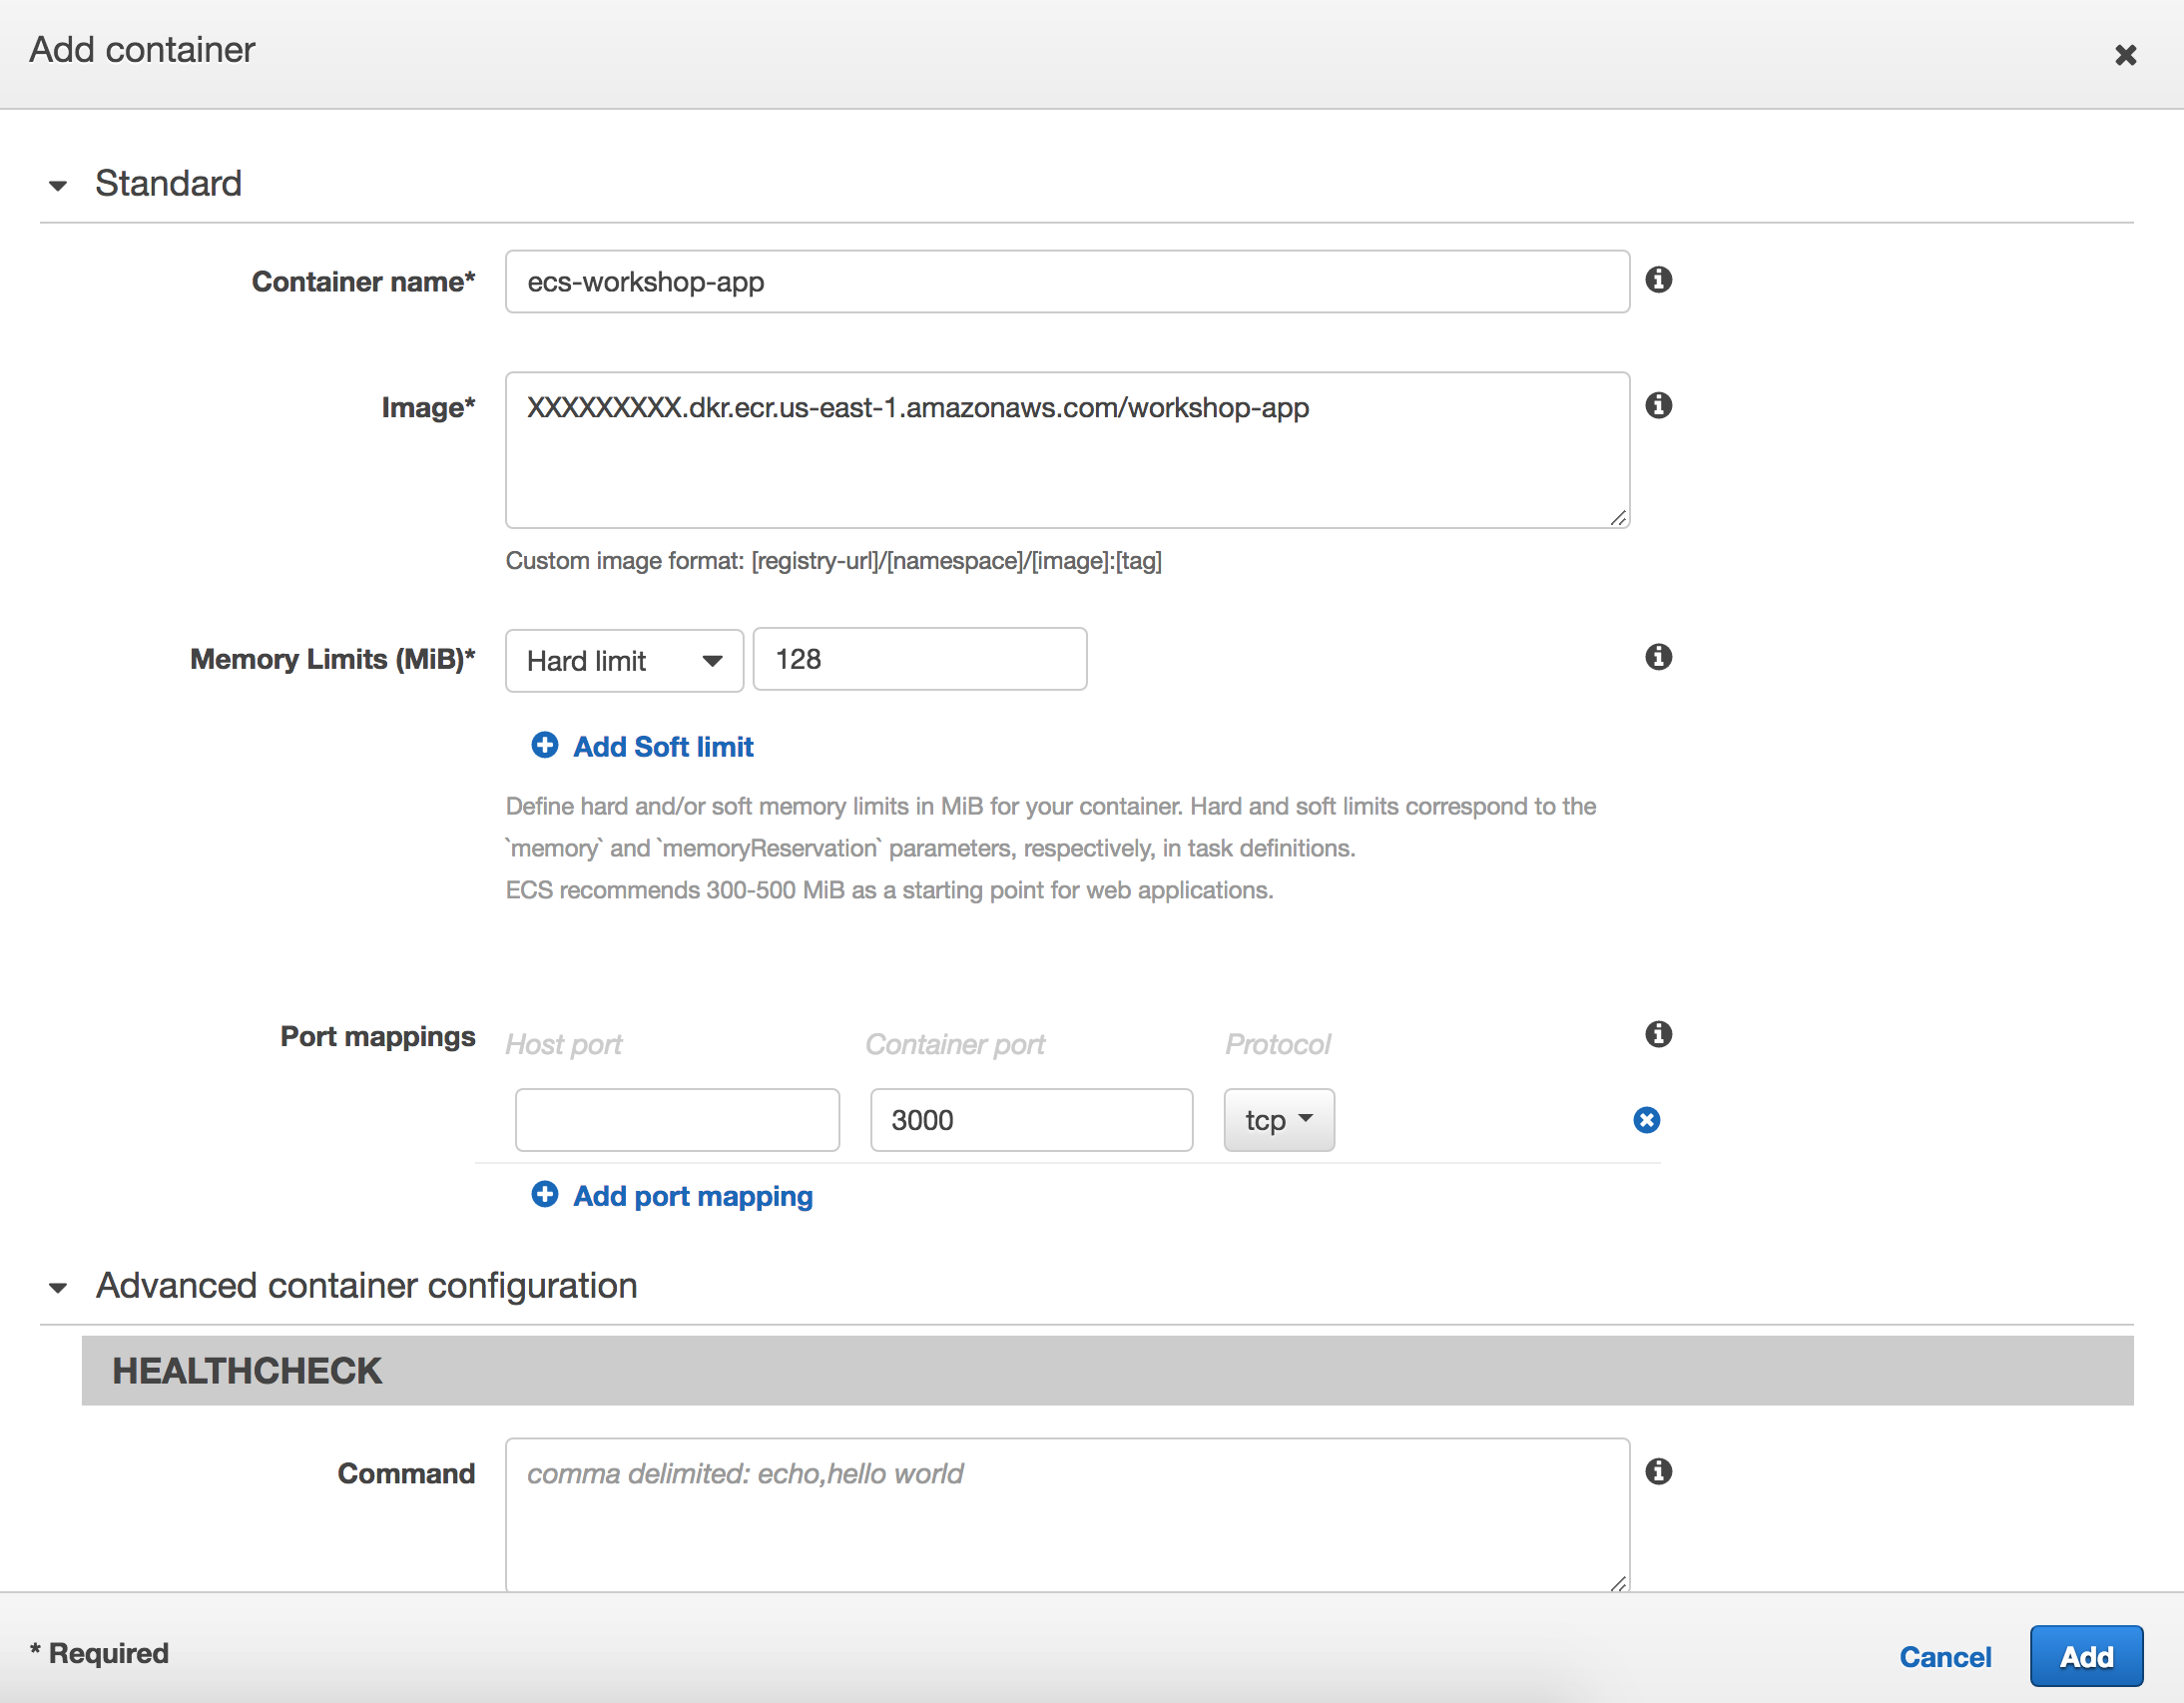 Add container
Standard
Container name*
ecs-workshop-app
Image*
XXXXXXXXX.dkr.ecr.us-east-1.amazonaws.com/workshop-app
Custom image format: [registry-url]/[namespace]/[image]:[tag]
Memory Limits (MiB)*
Hard limit
128
Add Soft limit
Define hard and/or soft memory limits in MiB for your container. Hard and soft limits correspond to the
`memory` and `memoryReservation` parameters, respectively, in task definitions.
ECS recommends 300-500 MiB as a starting point for web applications.
Port mappings
Host port
Container port
Protocol
3000
tcp
Add port mapping
Advanced container configuration
HEALTHCHECK
Command
comma delimited: echo,hello world
* Required
Cancel
Add